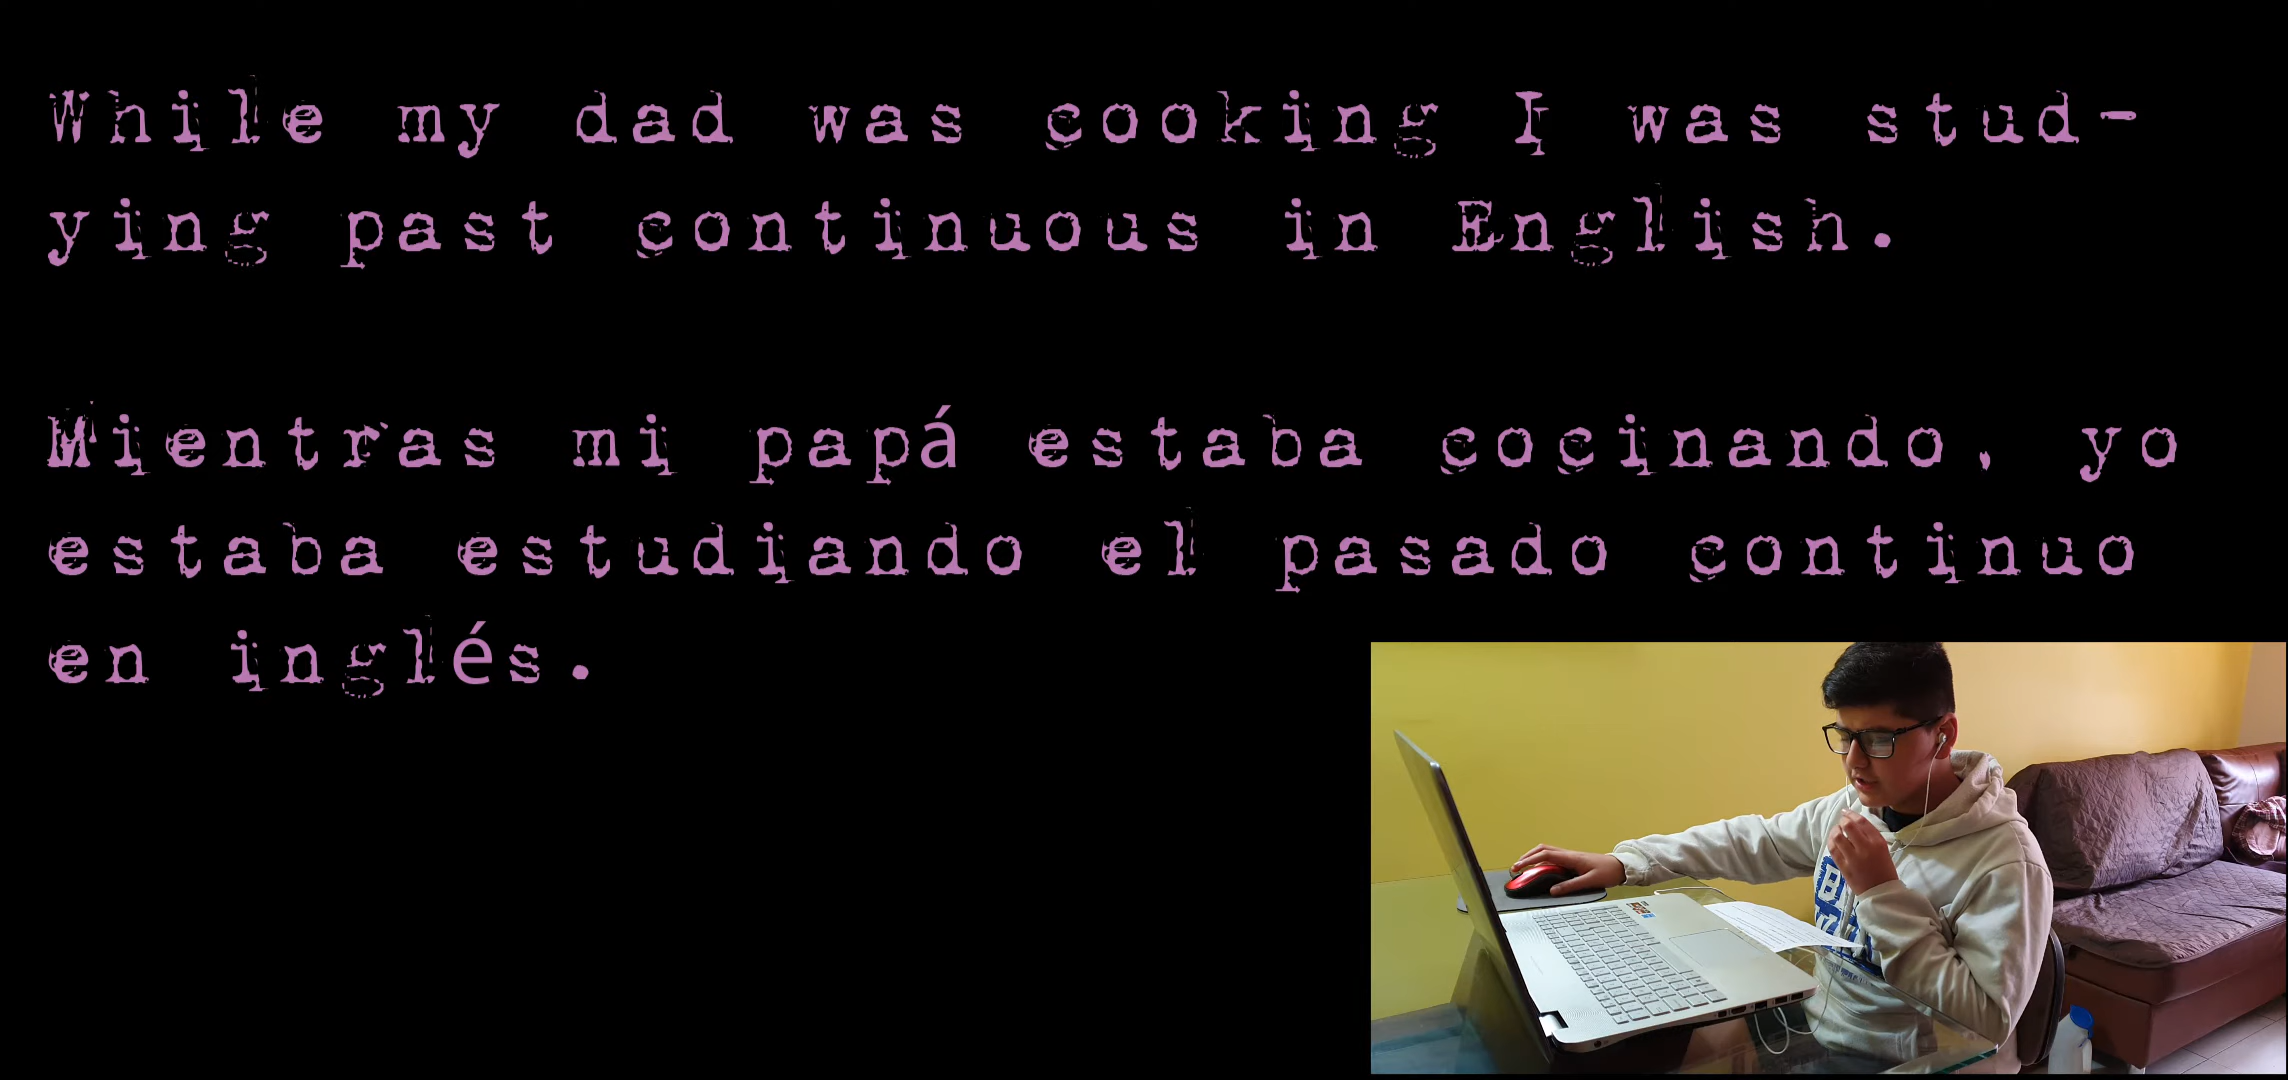 While my dad was cooking I was stud-
ying past continuous in English.
Mientras mi papá estaba cocinando, yo
estaba estudiando el pasado continuo
en inglés.